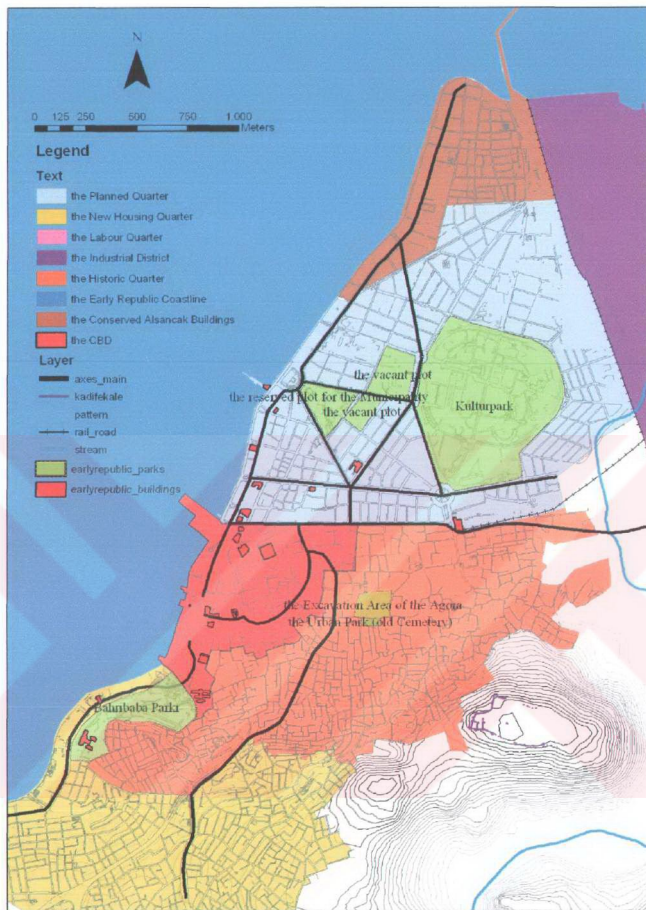 N
0 125 250 500 750 1.000
Meters
Legend
Text
the Planned Quarter
the New Housing Quarter
the Labour Quarter
the Industrial District
the Historic Quarter
the Early Republic Coastline
the Conserved Alsancak Buildings
the CBD
Layer
axes_main
kadifekale
pattern
rail_road
stream
earlyrepublic_parks
earlyrepublic_buildings
the vacant plot
the reserved plot for the Municipality
the vacant plot
Kulturpark
the Excavation Area of the Agora
the Urban Park (old Cemetery)
Bahribaba Parkı